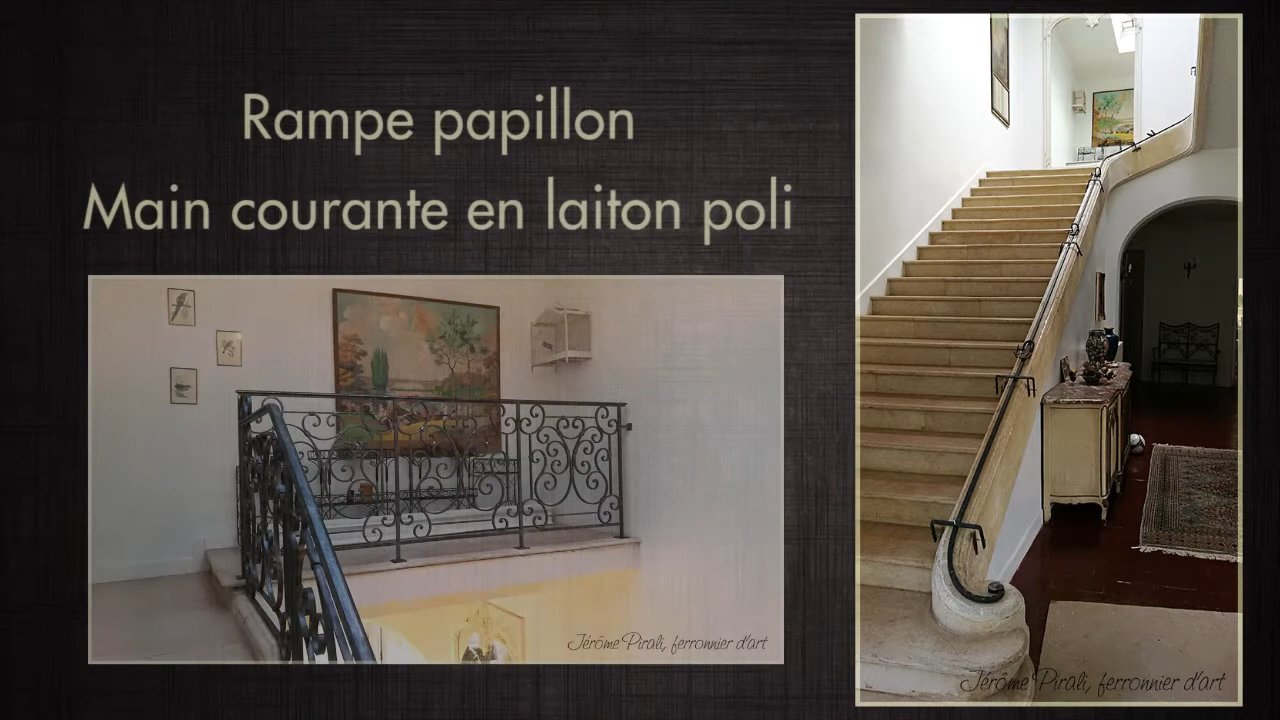 Rampe papillon
Main courante en laiton poli
Jérôme Pirali, ferronnier d'art
Jérôme Pirali, ferronnier d'art